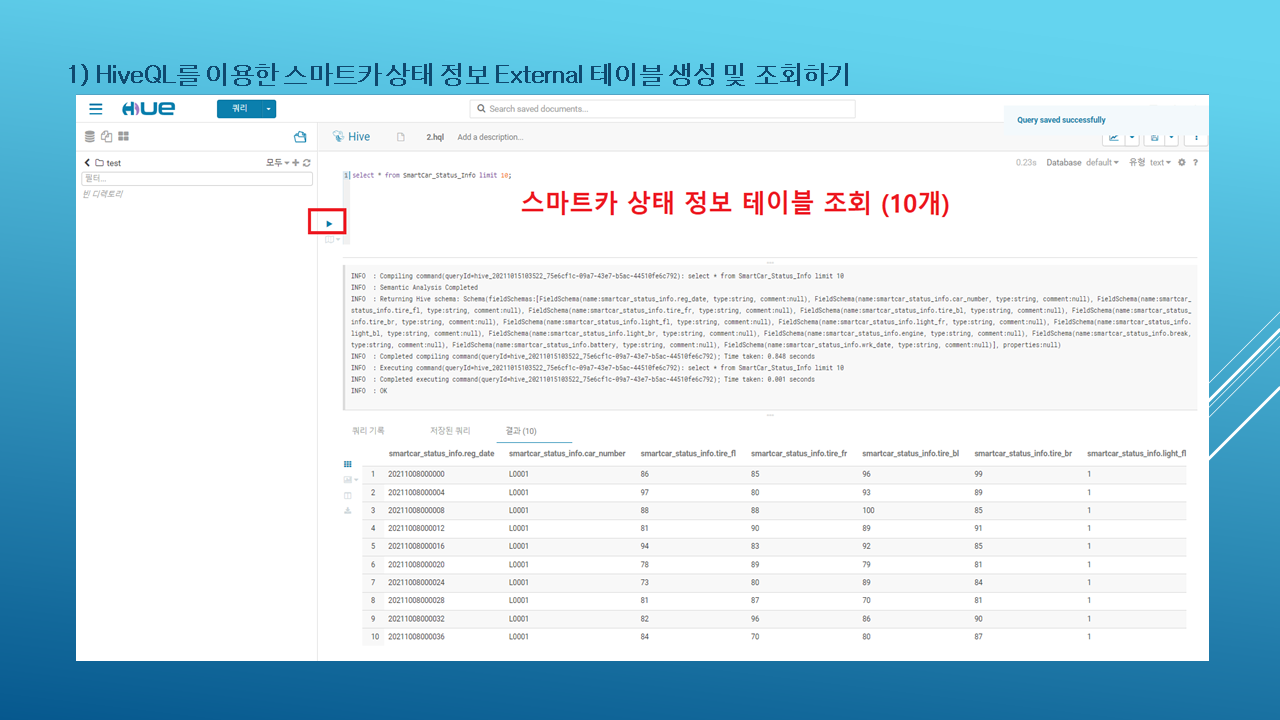 1) HiveQL를 이용한 스마트카 상태 정보 External 테이블 생성 및 조회하기
HUE
쿼리
Search saved documents...
Query saved successfully
Hive
2.hql
Add a description...
test
모두
필터...
빈 디렉토리
0.23s Database default 유형 text ?
1 select * from SmartCar_Status_Info limit 10;
스마트카 상태 정보 테이블 조회 (10개)
INFO : Compiling command(queryId=hive_20211015103522_75e6cf1c-09a7-43e7-b5ac-44510fe6c792): select * from SmartCar_Status_Info limit 10
INFO : Semantic Analysis Completed
INFO : Returning Hive schema: Schema(fieldSchemas:[FieldSchema(name:smartcar_status_info.reg_date, type:string, comment:null), FieldSchema(name:smartcar_status_info.car_number, type:string, comment:null), FieldSchema(name:smartcar_
status_info.tire_fl, type:string, comment:null), FieldSchema(name:smartcar_status_info.tire_fr, type:string, comment:null), FieldSchema(name:smartcar_status_info.tire_bl, type:string, comment:null), FieldSchema(name:smartcar_status_
info.tire_br, type:string, comment:null), FieldSchema(name:smartcar_status_info.light_fl, type:string, comment:null), FieldSchema(name:smartcar_status_info.light_fr, type:string, comment:null), FieldSchema(name:smartcar_status_info.
light_bl, type:string, comment:null), FieldSchema(name:smartcar_status_info.light_br, type:string, comment:null), FieldSchema(name:smartcar_status_info.engine, type:string, comment:null), FieldSchema(name:smartcar_status_info.break,
type:string, comment:null), FieldSchema(name:smartcar_status_info.battery, type:string, comment:null), FieldSchema(name:smartcar_status_info.wrk_date, type:string, comment:null)], properties:null)
INFO : Completed compiling command(queryId=hive_20211015103522_75e6cf1c-09a7-43e7-b5ac-44510fe6c792); Time taken: 0.848 seconds
INFO : Executing command(queryId=hive_20211015103522_75e6cf1c-09a7-43e7-b5ac-44510fe6c792): select * from SmartCar_Status_Info limit 10
INFO : Completed executing command(queryId=hive_20211015103522_75e6cf1c-09a7-43e7-b5ac-44510fe6c792); Time taken: 0.001 seconds
INFO : OK
쿼리 기록 저장된 쿼리 결과 (10)
smartcar_status_info.reg_date smartcar_status_info.car_number smartcar_status_info.tire_fl smartcar_status_info.tire_fr smartcar_status_info.tire_bl smartcar_status_info.tire_br smartcar_status_info.light_fl
1 20211008000000 L0001 86 85 96 99 1
2 20211008000004 L0001 97 80 93 89 1
3 20211008000008 L0001 88 88 100 85 1
4 20211008000012 L0001 81 90 89 91 1
5 20211008000016 L0001 94 83 92 85 1
6 20211008000020 L0001 78 89 79 81 1
7 20211008000024 L0001 73 80 89 84 1
8 20211008000028 L0001 81 87 70 81 1
9 20211008000032 L0001 82 96 86 90 1
10 20211008000036 L0001 84 70 80 87 1